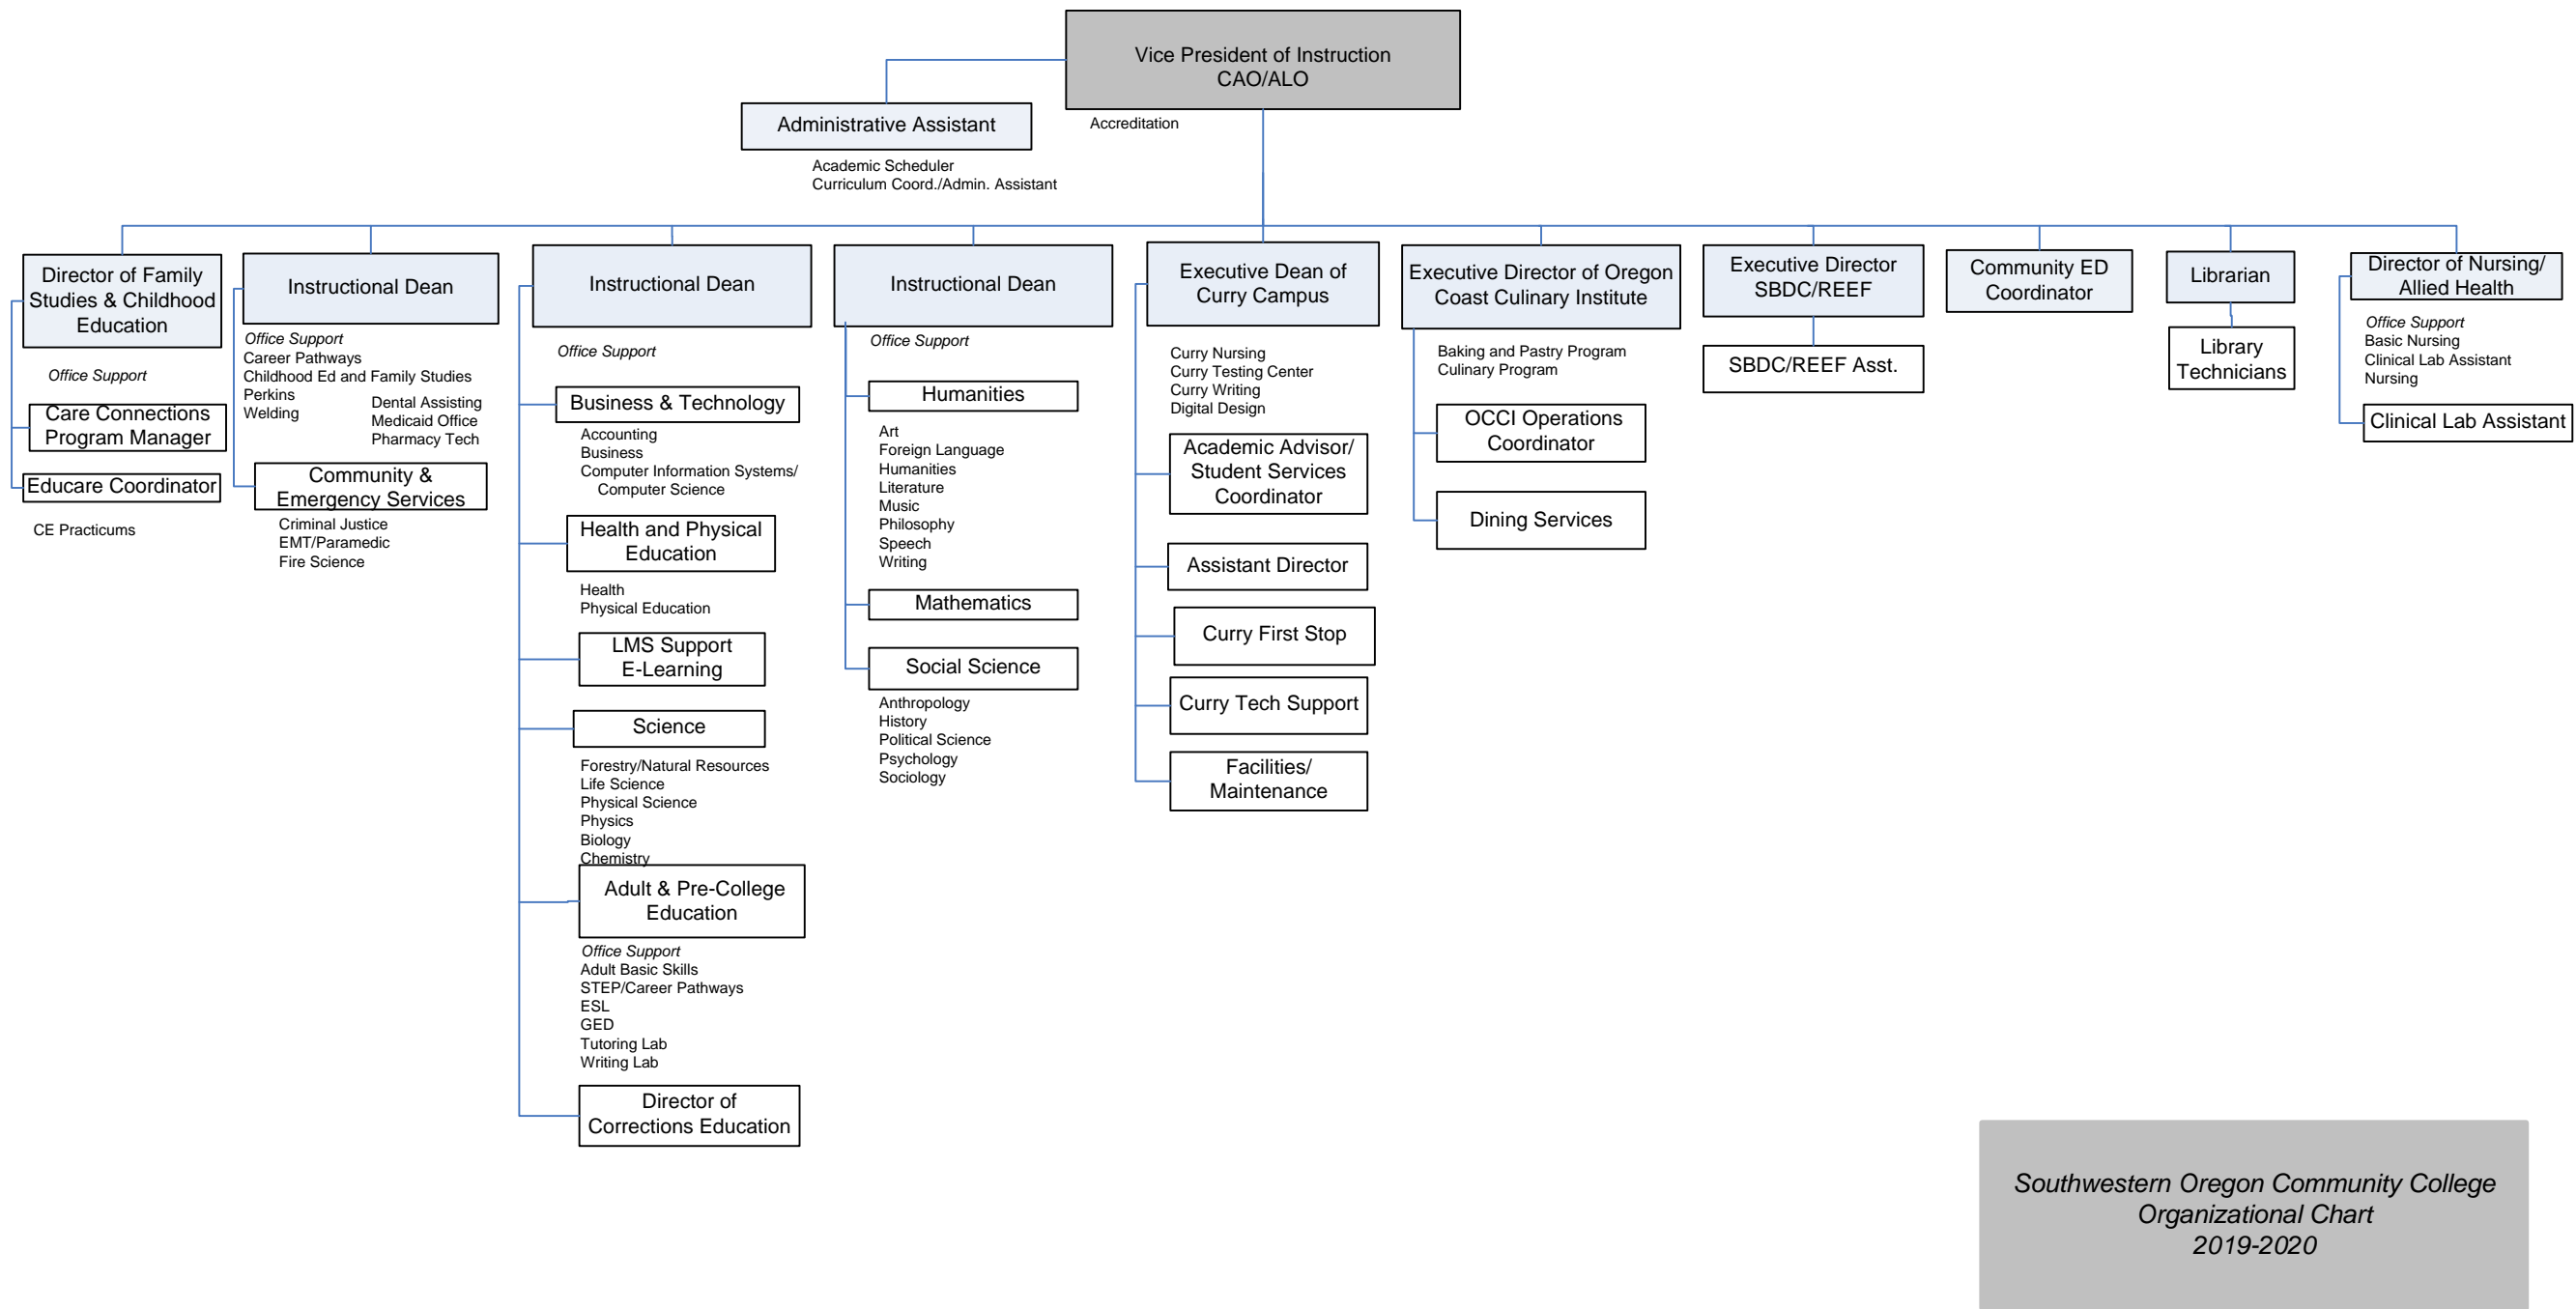 Vice President of Instruction
CAO/ALO
Administrative Assistant
Accreditation
Academic Scheduler
Curriculum Coord./Admin. Assistant
Director of Family
Studies & Childhood
Education
Office Support
Care Connections
Program Manager
Educare Coordinator
CE Practicums
Instructional Dean
Office Support
Career Pathways
Childhood Ed and Family Studies
Perkins
Welding
Dental Assisting
Medicaid Office
Pharmacy Tech
Community &
Emergency Services
Criminal Justice
EMT/Paramedic
Fire Science
Instructional Dean
Office Support
Business & Technology
Accounting
Business
Computer Information Systems/
Computer Science
Health and Physical
Education
Health
Physical Education
LMS Support
E-Learning
Science
Forestry/Natural Resources
Life Science
Physical Science
Physics
Biology
Chemistry
Adult & Pre-College
Education
Office Support
Adult Basic Skills
STEP/Career Pathways
ESL
GED
Tutoring Lab
Writing Lab
Director of
Corrections Education
Instructional Dean
Office Support
Humanities
Art
Foreign Language
Humanities
Literature
Music
Philosophy
Speech
Writing
Mathematics
Social Science
Anthropology
History
Political Science
Psychology
Sociology
Executive Dean of
Curry Campus
Curry Nursing
Curry Testing Center
Curry Writing
Digital Design
Academic Advisor/
Student Services
Coordinator
Assistant Director
Curry First Stop
Curry Tech Support
Facilities/
Maintenance
Executive Director of Oregon
Coast Culinary Institute
Baking and Pastry Program
Culinary Program
OCCI Operations
Coordinator
Dining Services
Executive Director
SBDC/REEF
SBDC/REEF Asst.
Community ED
Coordinator
Librarian
Library
Technicians
Director of Nursing/
Allied Health
Office Support
Basic Nursing
Clinical Lab Assistant
Nursing
Clinical Lab Assistant
Southwestern Oregon Community College
Organizational Chart
2019-2020